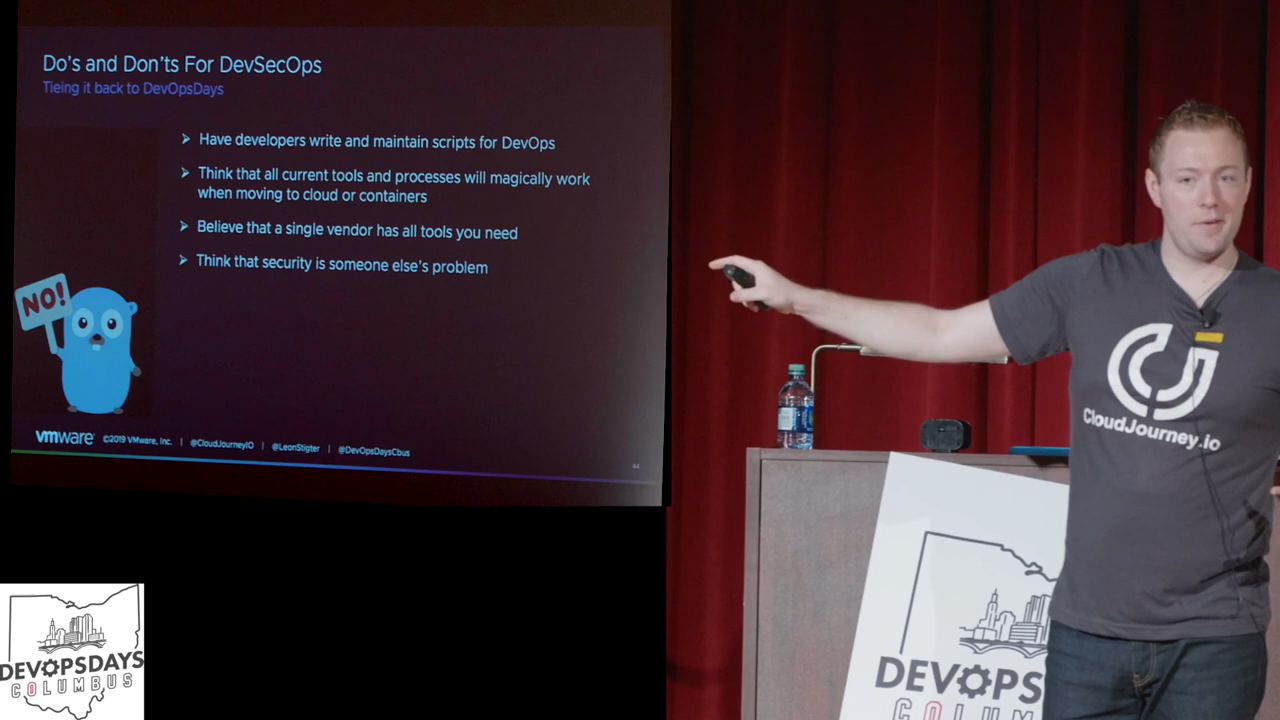 Do's and Don'ts For DevSecOps
Tieing it back to DevOpsDays
➢ Have developers write and maintain scripts for DevOps
➢ Think that all current tools and processes will magically work
when moving to cloud or containers
➢ Believe that a single vendor has all tools you need
➢ Think that security is someone else's problem
NO!
vmware ©2019 VMware, Inc. | @CloudJourneyIO | @LeonStigter | @DevOpsDaysCbus
44
CloudJourney.io
DEVOPS
COLUM
DEVOPSDAYS
COLUMBUS